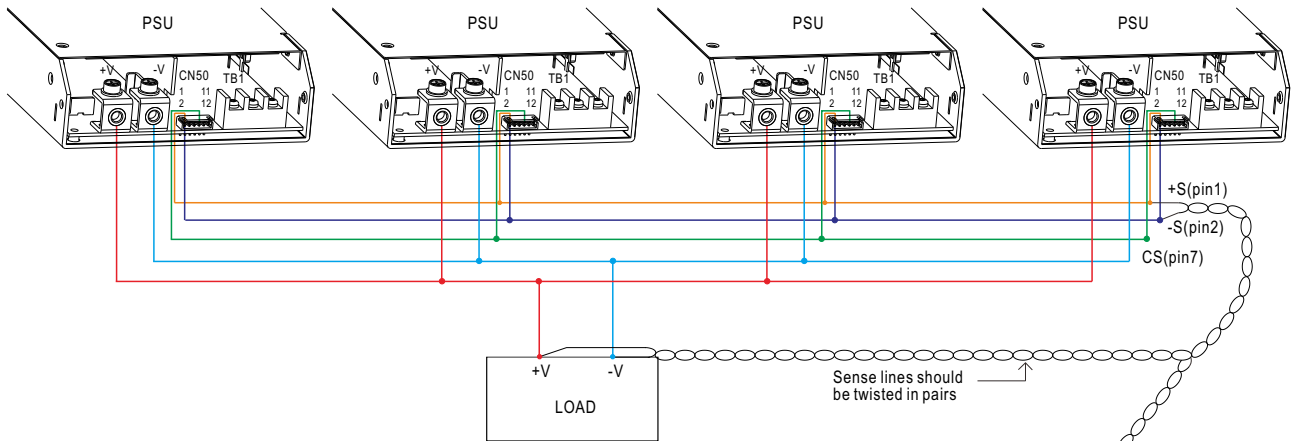 PSU PSU PSU PSU
+V -V CN50 TB1
1 11
2 12
+V -V CN50 TB1
1 11
2 12
+V -V CN50 TB1
1 11
2 12
+V -V CN50 TB1
1 11
2 12
+S(pin1)
-S(pin2)
CS(pin7)
+V -V
LOAD
Sense lines should
be twisted in pairs